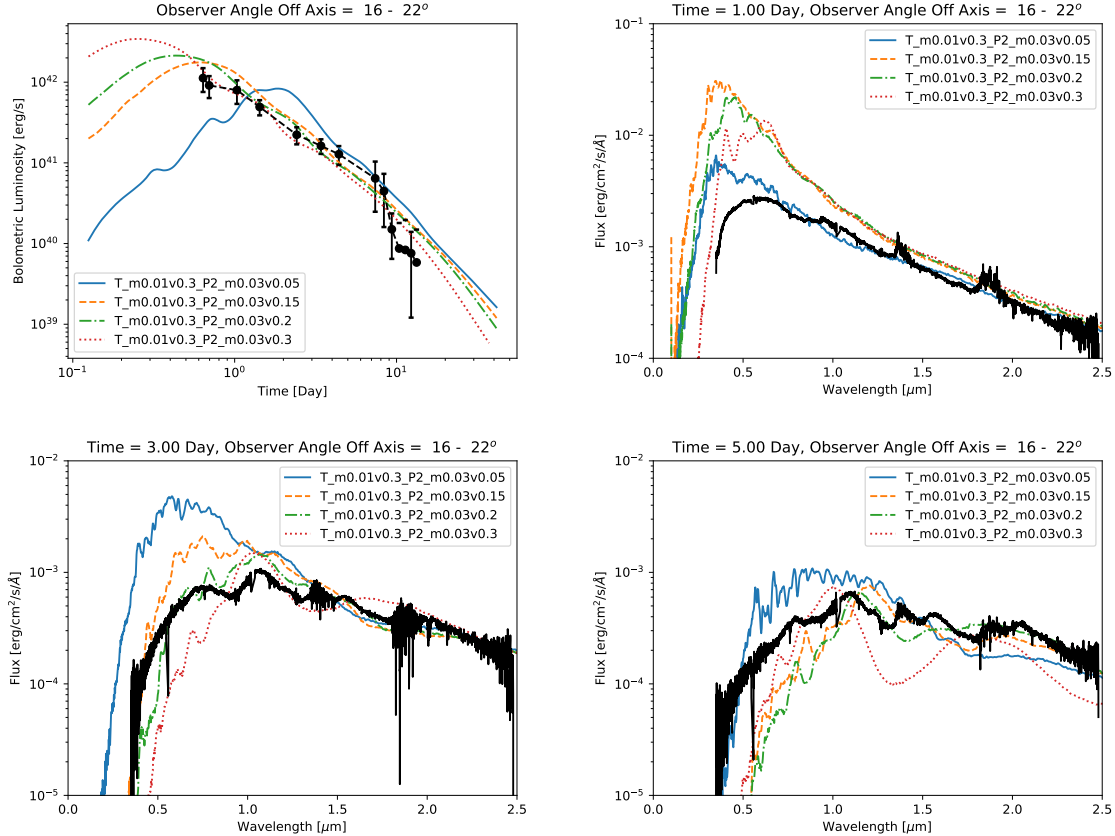 Observer Angle Off Axis = 16 - 22°
Bolometric Luminosity [erg/s]
10^42
10^41
10^40
10^39
T_m0.01v0.3_P2_m0.03v0.05
T_m0.01v0.3_P2_m0.03v0.15
T_m0.01v0.3_P2_m0.03v0.2
T_m0.01v0.3_P2_m0.03v0.3
10^−1
10^0
10^1
Time [Day]
Time = 1.00 Day, Observer Angle Off Axis = 16 - 22°
Flux [erg/cm^2/s/Å]
10^−1
10^−2
10^−3
10^−4
T_m0.01v0.3_P2_m0.03v0.05
T_m0.01v0.3_P2_m0.03v0.15
T_m0.01v0.3_P2_m0.03v0.2
T_m0.01v0.3_P2_m0.03v0.3
0.0 0.5 1.0 1.5 2.0 2.5
Wavelength [μm]
Time = 3.00 Day, Observer Angle Off Axis = 16 - 22°
Flux [erg/cm^2/s/Å]
10^−2
10^−3
10^−4
10^−5
T_m0.01v0.3_P2_m0.03v0.05
T_m0.01v0.3_P2_m0.03v0.15
T_m0.01v0.3_P2_m0.03v0.2
T_m0.01v0.3_P2_m0.03v0.3
0.0 0.5 1.0 1.5 2.0 2.5
Wavelength [μm]
Time = 5.00 Day, Observer Angle Off Axis = 16 - 22°
Flux [erg/cm^2/s/Å]
10^−2
10^−3
10^−4
10^−5
T_m0.01v0.3_P2_m0.03v0.05
T_m0.01v0.3_P2_m0.03v0.15
T_m0.01v0.3_P2_m0.03v0.2
T_m0.01v0.3_P2_m0.03v0.3
0.0 0.5 1.0 1.5 2.0 2.5
Wavelength [μm]